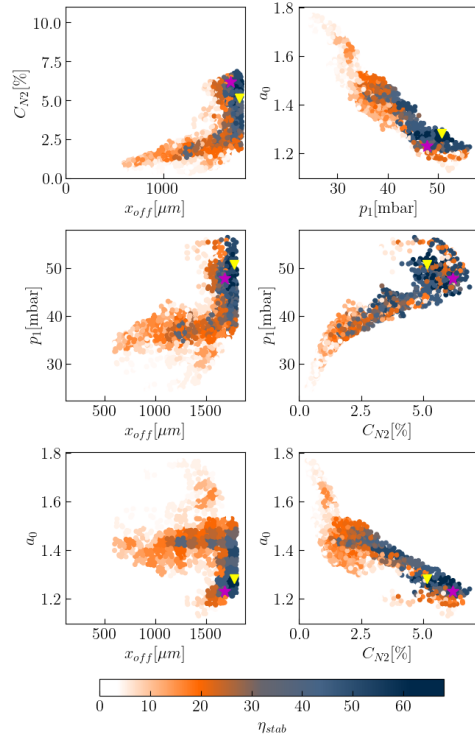 10.0
7.5
5.0
2.5
0.0
C_{N2}[%]
0 1000
x_{off}[μm]
1.8
1.6
1.4
1.2
a_0
30 40 50
p_1[mbar]
50
40
30
p_1[mbar]
500 1000 1500
x_{off}[μm]
50
40
30
p_1[mbar]
0.0 2.5 5.0
C_{N2}[%]
1.8
1.6
1.4
1.2
a_0
500 1000 1500
x_{off}[μm]
1.8
1.6
1.4
1.2
a_0
0.0 2.5 5.0
C_{N2}[%]
0 10 20 30 40 50 60
η_{stab}